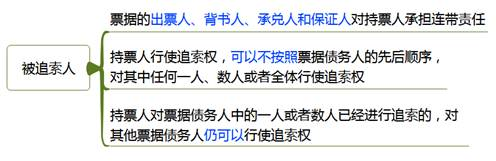 票据的出票人、背书人、承兑人和保证人对持票人承担连带责任
被追索人
持票人行使追索权，可以不按照票据债务人的先后顺序，
对其中任何一人、数人或者全体行使追索权
持票人对票据债务人中的一人或者数人已经进行追索的，对
其他票据债务人仍可以行使追索权